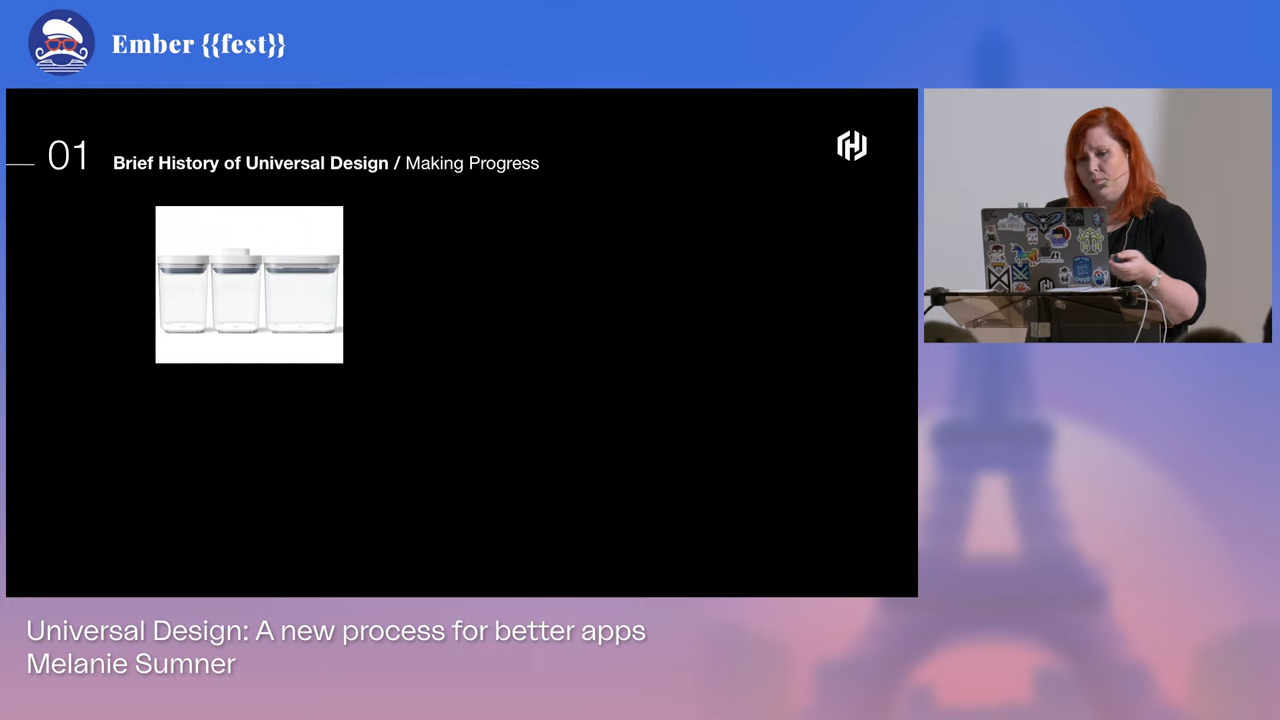 Ember {{fest}}
01
Brief History of Universal Design / Making Progress
Universal Design: A new process for better apps
Melanie Sumner